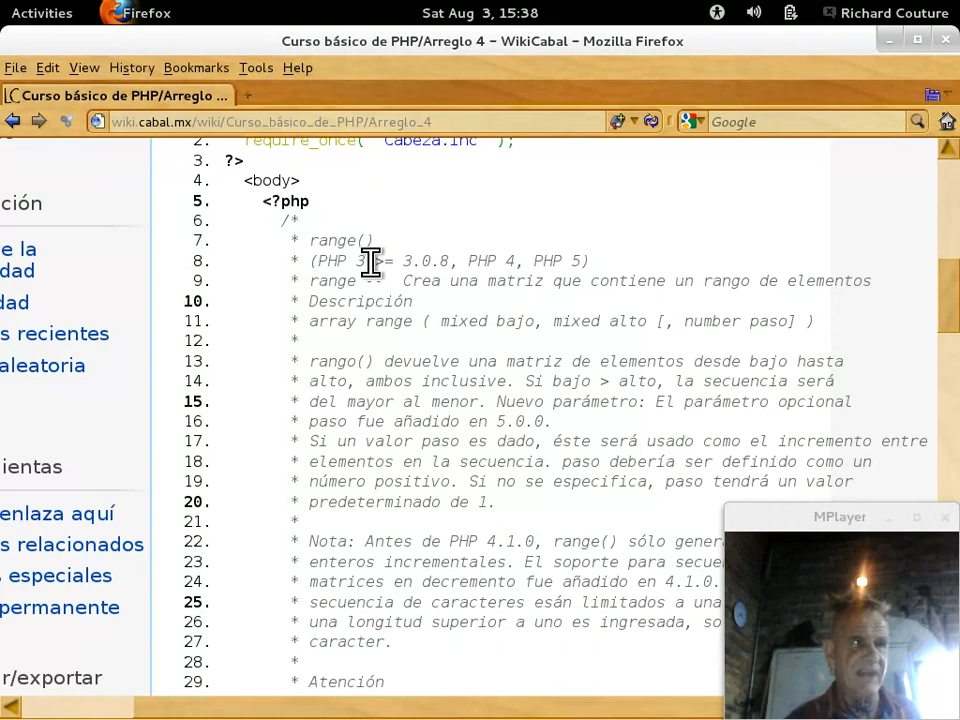 Activities Firefox Sat Aug 3, 15:38 Richard Couture
Curso básico de PHP/Arreglo 4 – WikiCabal – Mozilla Firefox
File Edit View History Bookmarks Tools Help
Curso básico de PHP/Arreglo ...
wiki.cabal.mx/wiki/Curso_básico_de_PHP/Arreglo_4 Google
ción
e la
idad
dad
s recientes
aleatoria
ientas
enlaza aquí
s relacionados
especiales
permanente
r/exportar
2. require_once( "Cabeza.inc" );
3. ?>
4. <body>
5. <?php
6. /*
7. * range()
8. * (PHP 3 >= 3.0.8, PHP 4, PHP 5)
9. * range -- Crea una matriz que contiene un rango de elementos
10. * Descripción
11. * array range ( mixed bajo, mixed alto [, number paso] )
12. *
13. * rango() devuelve una matriz de elementos desde bajo hasta
14. * alto, ambos inclusive. Si bajo > alto, la secuencia será
15. * del mayor al menor. Nuevo parámetro: El parámetro opcional
16. * paso fue añadido en 5.0.0.
17. * Si un valor paso es dado, éste será usado como el incremento entre
18. * elementos en la secuencia. paso debería ser definido como un
19. * número positivo. Si no se especifica, paso tendrá un valor
20. * predeterminado de 1.
21. *
22. * Nota: Antes de PHP 4.1.0, range() sólo gener
23. * enteros incrementales. El soporte para secue
24. * matrices en decremento fue añadido en 4.1.0.
25. * secuencia de caracteres esán limitados a una
26. * una longitud superior a uno es ingresada, so
27. * caracter.
28. *
29. * Atención
MPlayer